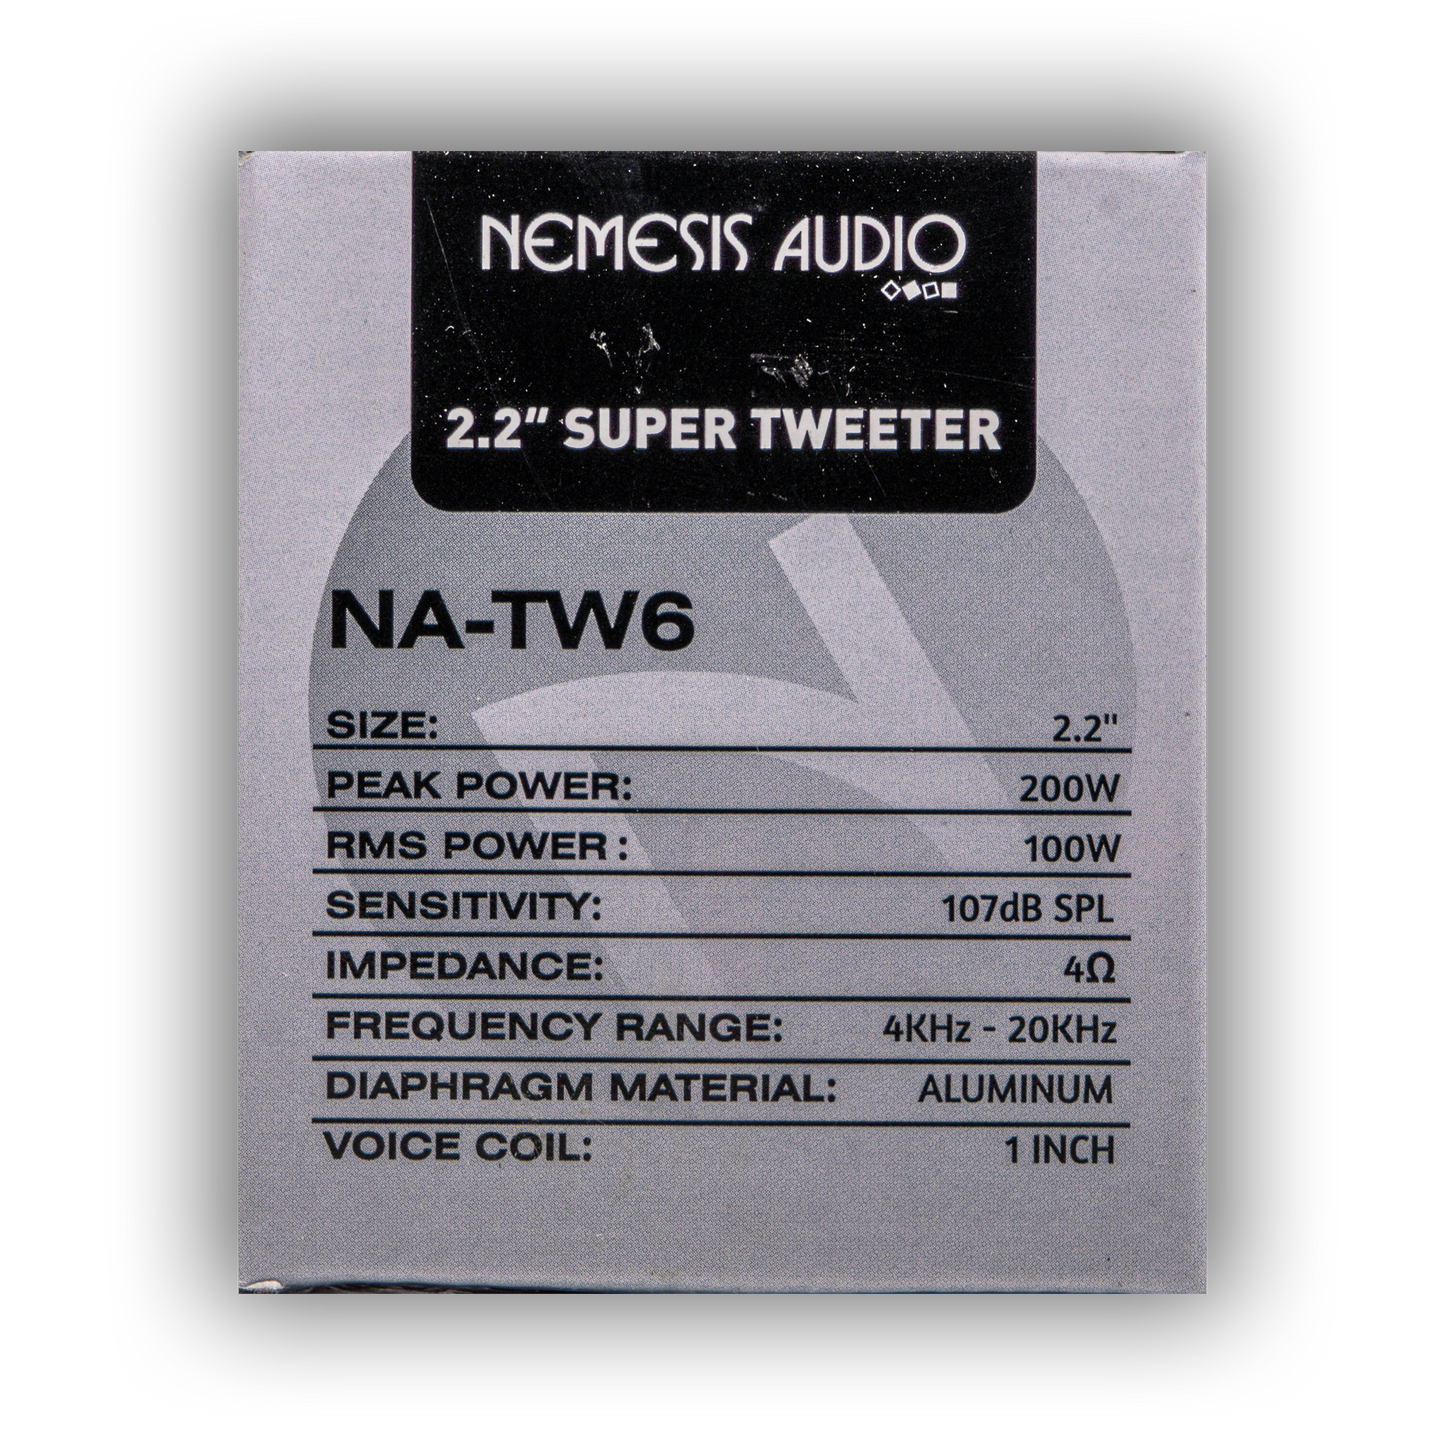 NEMESIS AUDIO
2.2" SUPER TWEETER
NA-TW6
SIZE: 2.2"
PEAK POWER: 200W
RMS POWER : 100W
SENSITIVITY: 107dB SPL
IMPEDANCE: 4Ω
FREQUENCY RANGE: 4KHz - 20KHz
DIAPHRAGM MATERIAL: ALUMINUM
VOICE COIL: 1 INCH